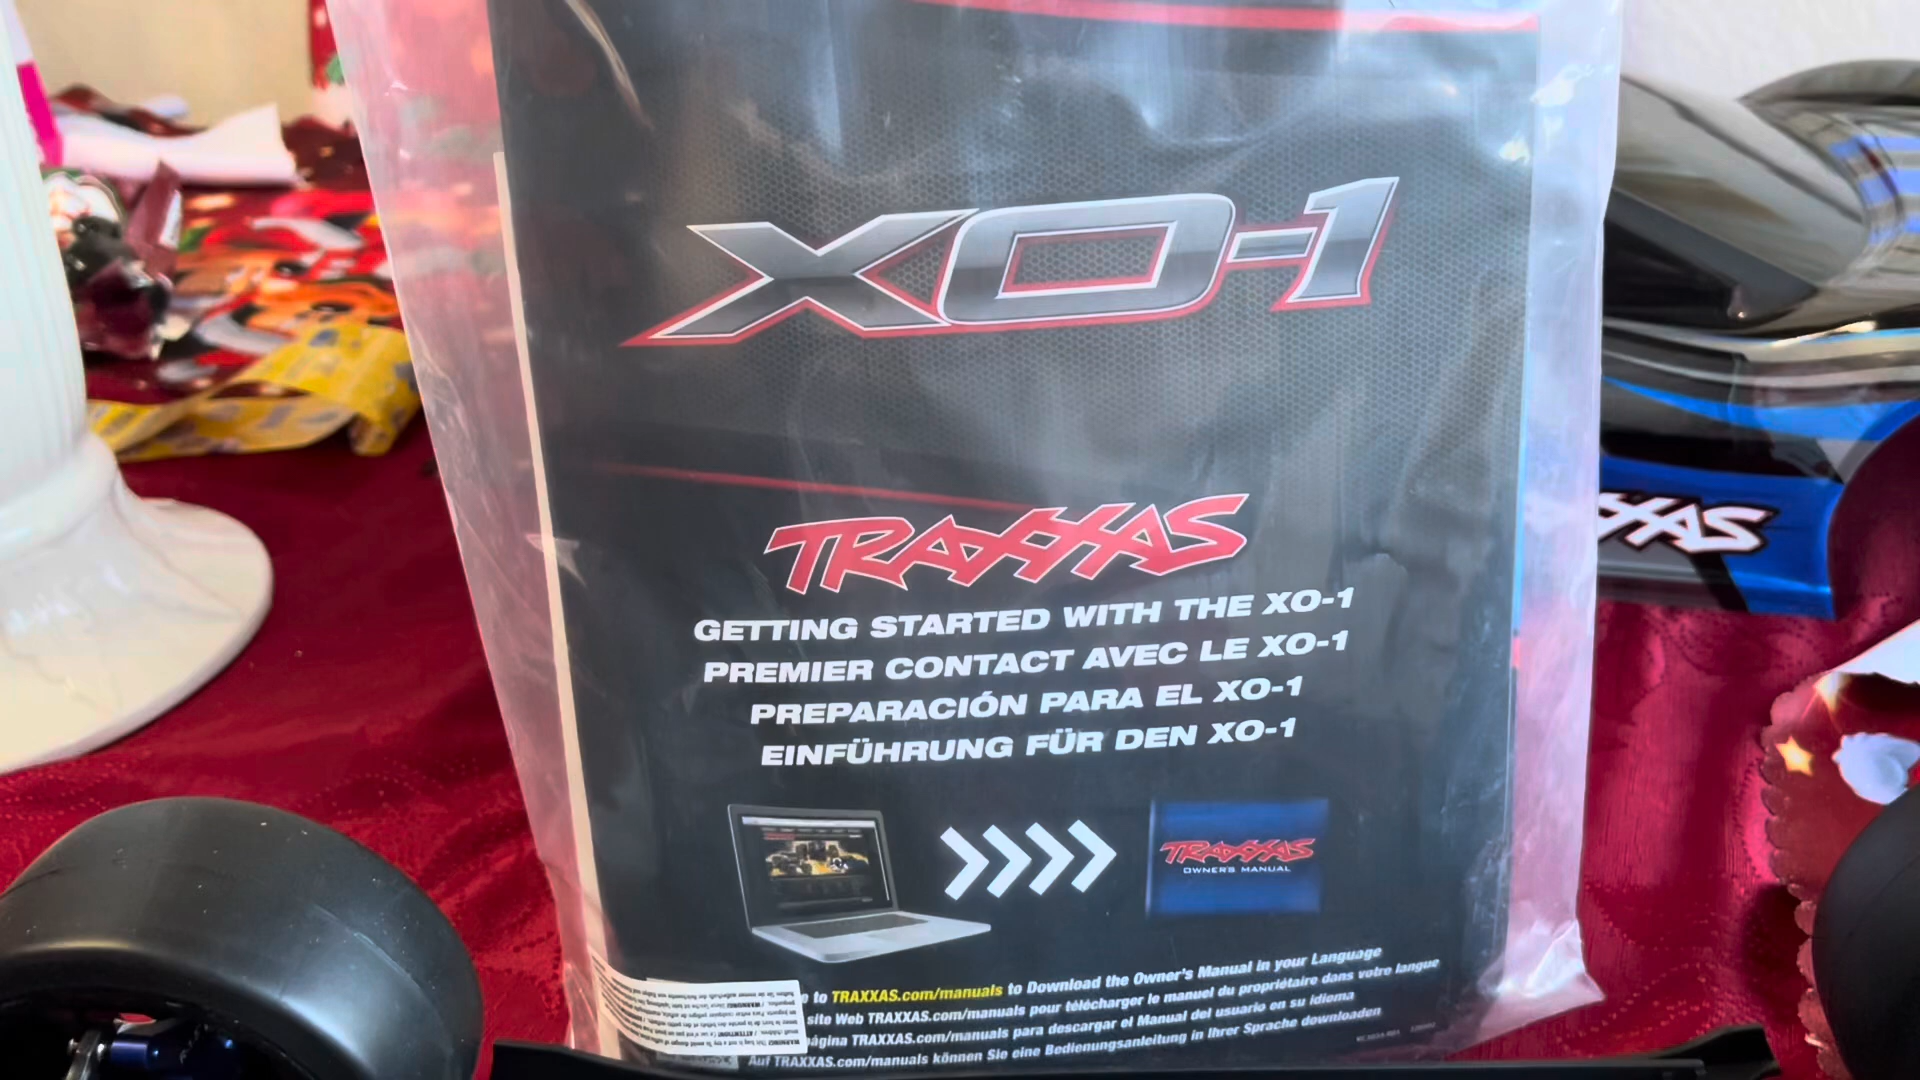 XO-1
TRAXXAS
GETTING STARTED WITH THE XO-1
PREMIER CONTACT AVEC LE XO-1
PREPARACIÓN PARA EL XO-1
EINFÜHRUNG FÜR DEN XO-1
TRAXXAS
OWNER'S MANUAL
to TRAXXAS.com/manuals to Download the Owner's Manual in your Language
site Web TRAXXAS.com/manuals pour télécharger le manuel du propriétaire dans votre langue
TRAXXAS.com/manuals para descargar el Manual del usuario en su idioma
Auf TRAXXAS.com/manuals können Sie eine Bedienungsanleitung in Ihrer Sprache downloaden
XXAS